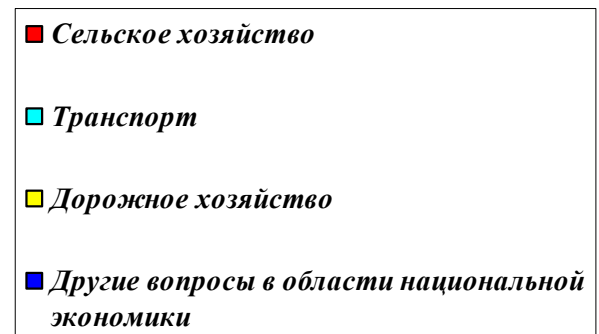 Сельское хозяйство
Транспорт
Дорожное хозяйство
Другие вопросы в области национальной
экономики